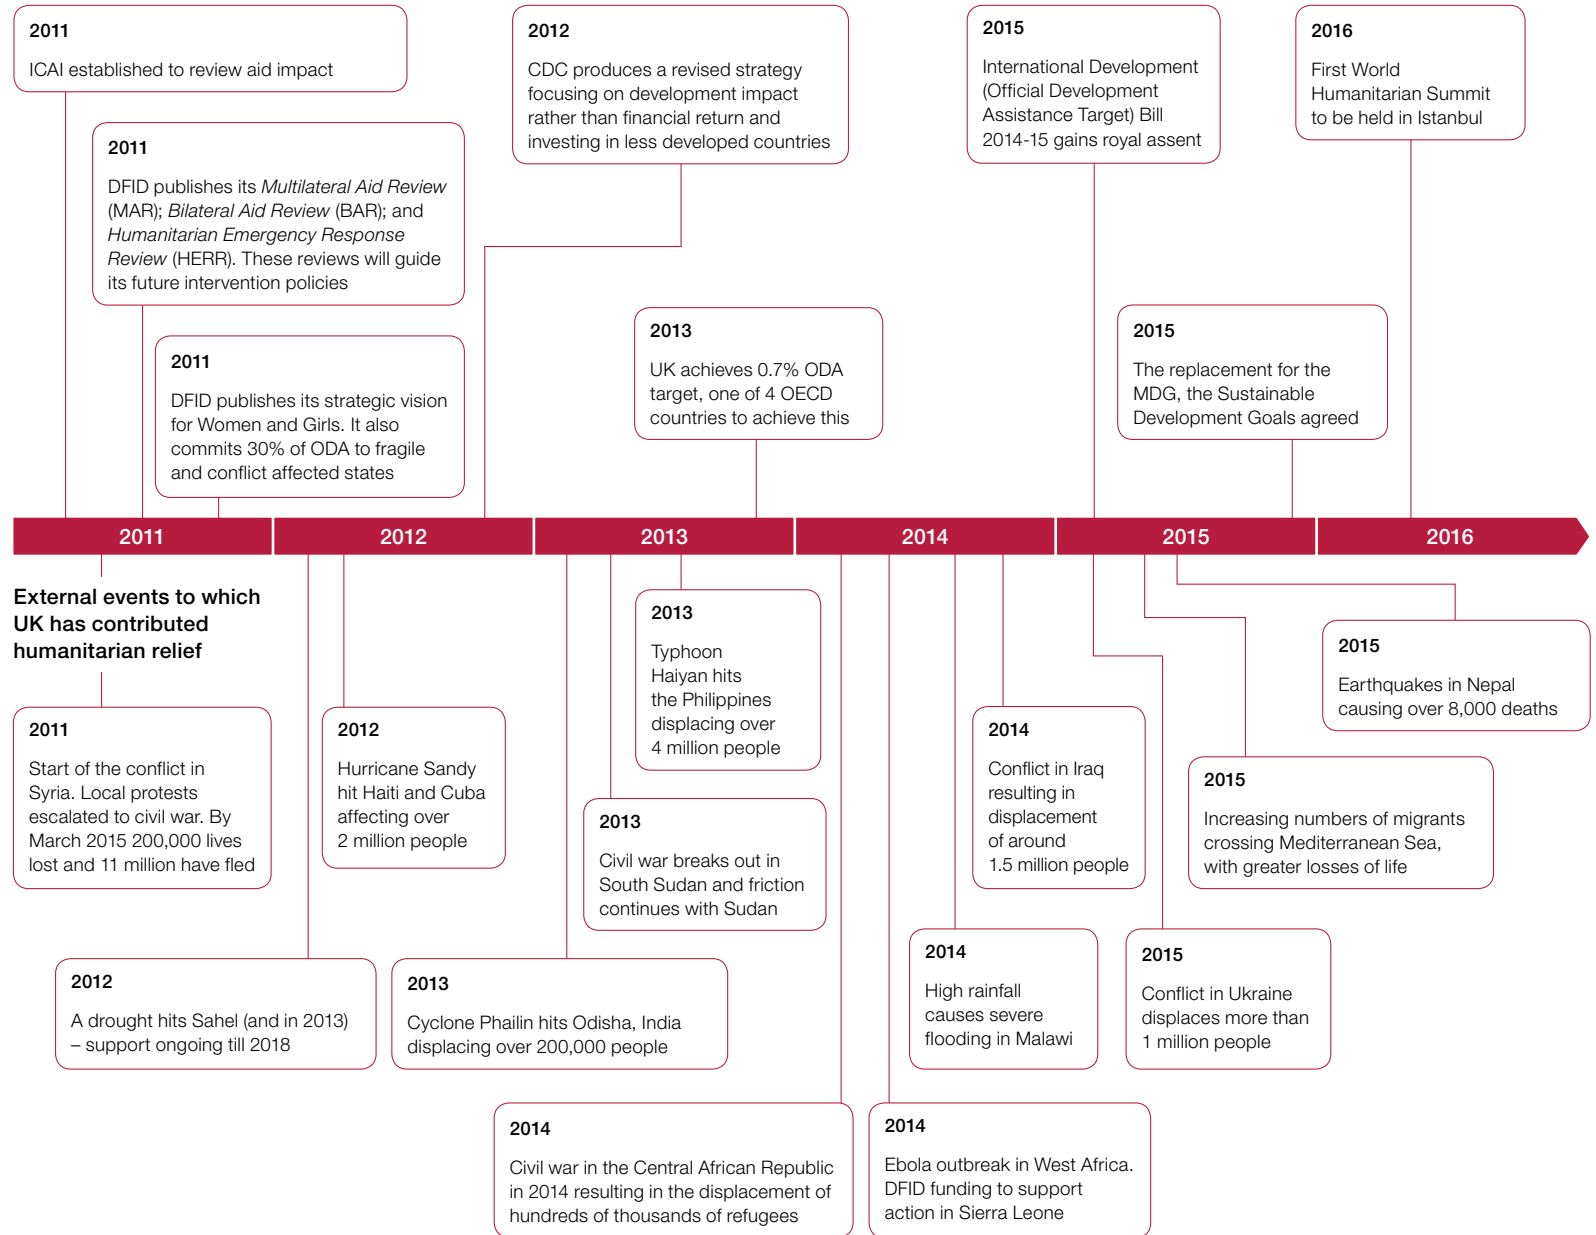 2011
ICAI established to review aid impact
2011
DFID publishes its Multilateral Aid Review
(MAR); Bilateral Aid Review (BAR); and
Humanitarian Emergency Response
Review (HERR). These reviews will guide
its future intervention policies
2011
DFID publishes its strategic vision
for Women and Girls. It also
commits 30% of ODA to fragile
and conflict affected states
2012
CDC produces a revised strategy
focusing on development impact
rather than financial return and
investing in less developed countries
2013
UK achieves 0.7% ODA
target, one of 4 OECD
countries to achieve this
2015
International Development
(Official Development
Assistance Target) Bill
2014-15 gains royal assent
2015
The replacement for the
MDG, the Sustainable
Development Goals agreed
2016
First World
Humanitarian Summit
to be held in Istanbul
2011
2012
2013
2014
2015
2016
External events to which
UK has contributed
humanitarian relief
2011
Start of the conflict in
Syria. Local protests
escalated to civil war. By
March 2015 200,000 lives
lost and 11 million have fled
2012
A drought hits Sahel (and in 2013)
– support ongoing till 2018
2012
Hurricane Sandy
hit Haiti and Cuba
affecting over
2 million people
2013
Cyclone Phailin hits Odisha, India
displacing over 200,000 people
2013
Civil war breaks out in
South Sudan and friction
continues with Sudan
2013
Typhoon
Haiyan hits
the Philippines
displacing over
4 million people
2014
Civil war in the Central African Republic
in 2014 resulting in the displacement of
hundreds of thousands of refugees
2014
Ebola outbreak in West Africa.
DFID funding to support
action in Sierra Leone
2014
High rainfall
causes severe
flooding in Malawi
2014
Conflict in Iraq
resulting in
displacement
of around
1.5 million people
2015
Conflict in Ukraine
displaces more than
1 million people
2015
Increasing numbers of migrants
crossing Mediterranean Sea,
with greater losses of life
2015
Earthquakes in Nepal
causing over 8,000 deaths